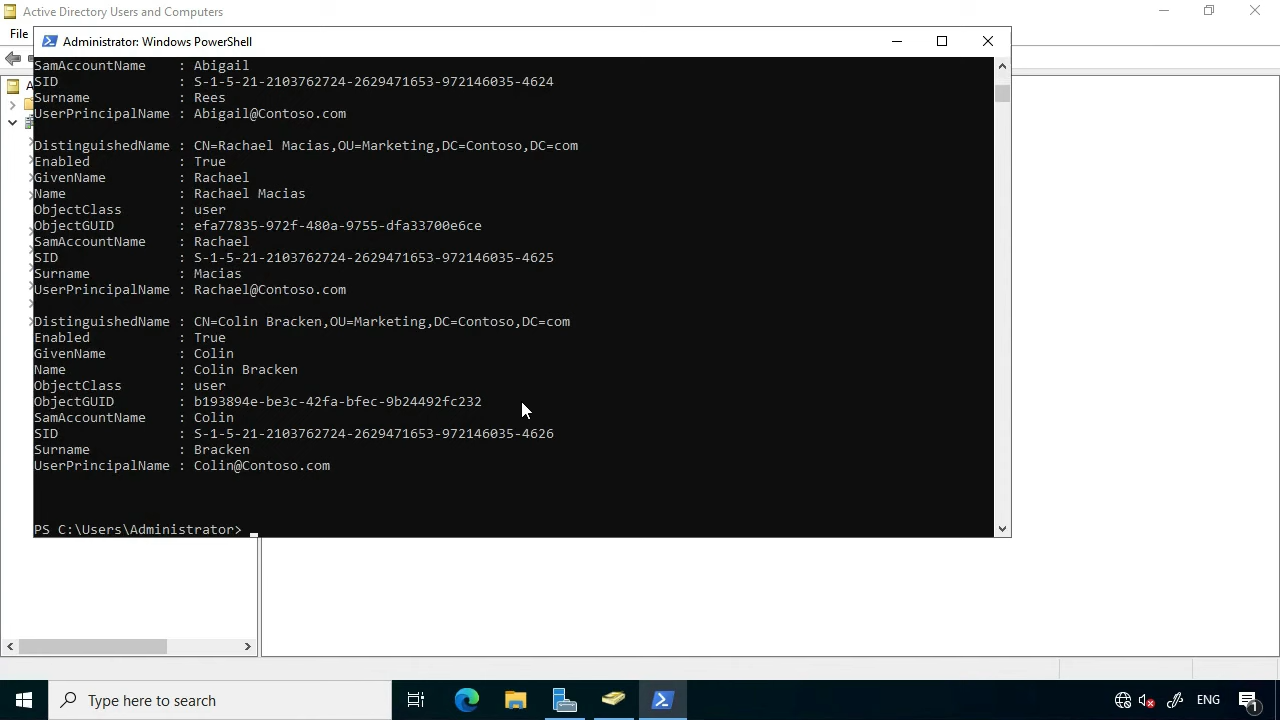 Active Directory Users and Computers
File
Administrator: Windows PowerShell
SamAccountName : Abigail
SID : S-1-5-21-2103762724-2629471653-972146035-4624
Surname : Rees
UserPrincipalName : Abigail@Contoso.com
DistinguishedName : CN=Rachael Macias,OU=Marketing,DC=Contoso,DC=com
Enabled : True
GivenName : Rachael
Name : Rachael Macias
ObjectClass : user
ObjectGUID : efa77835-972f-480a-9755-dfa33700e6ce
SamAccountName : Rachael
SID : S-1-5-21-2103762724-2629471653-972146035-4625
Surname : Macias
UserPrincipalName : Rachael@Contoso.com
DistinguishedName : CN=Colin Bracken,OU=Marketing,DC=Contoso,DC=com
Enabled : True
GivenName : Colin
Name : Colin Bracken
ObjectClass : user
ObjectGUID : b193894e-be3c-42fa-bfec-9b24492fc232
SamAccountName : Colin
SID : S-1-5-21-2103762724-2629471653-972146035-4626
Surname : Bracken
UserPrincipalName : Colin@Contoso.com
PS C:\Users\Administrator>
Type here to search
ENG
1